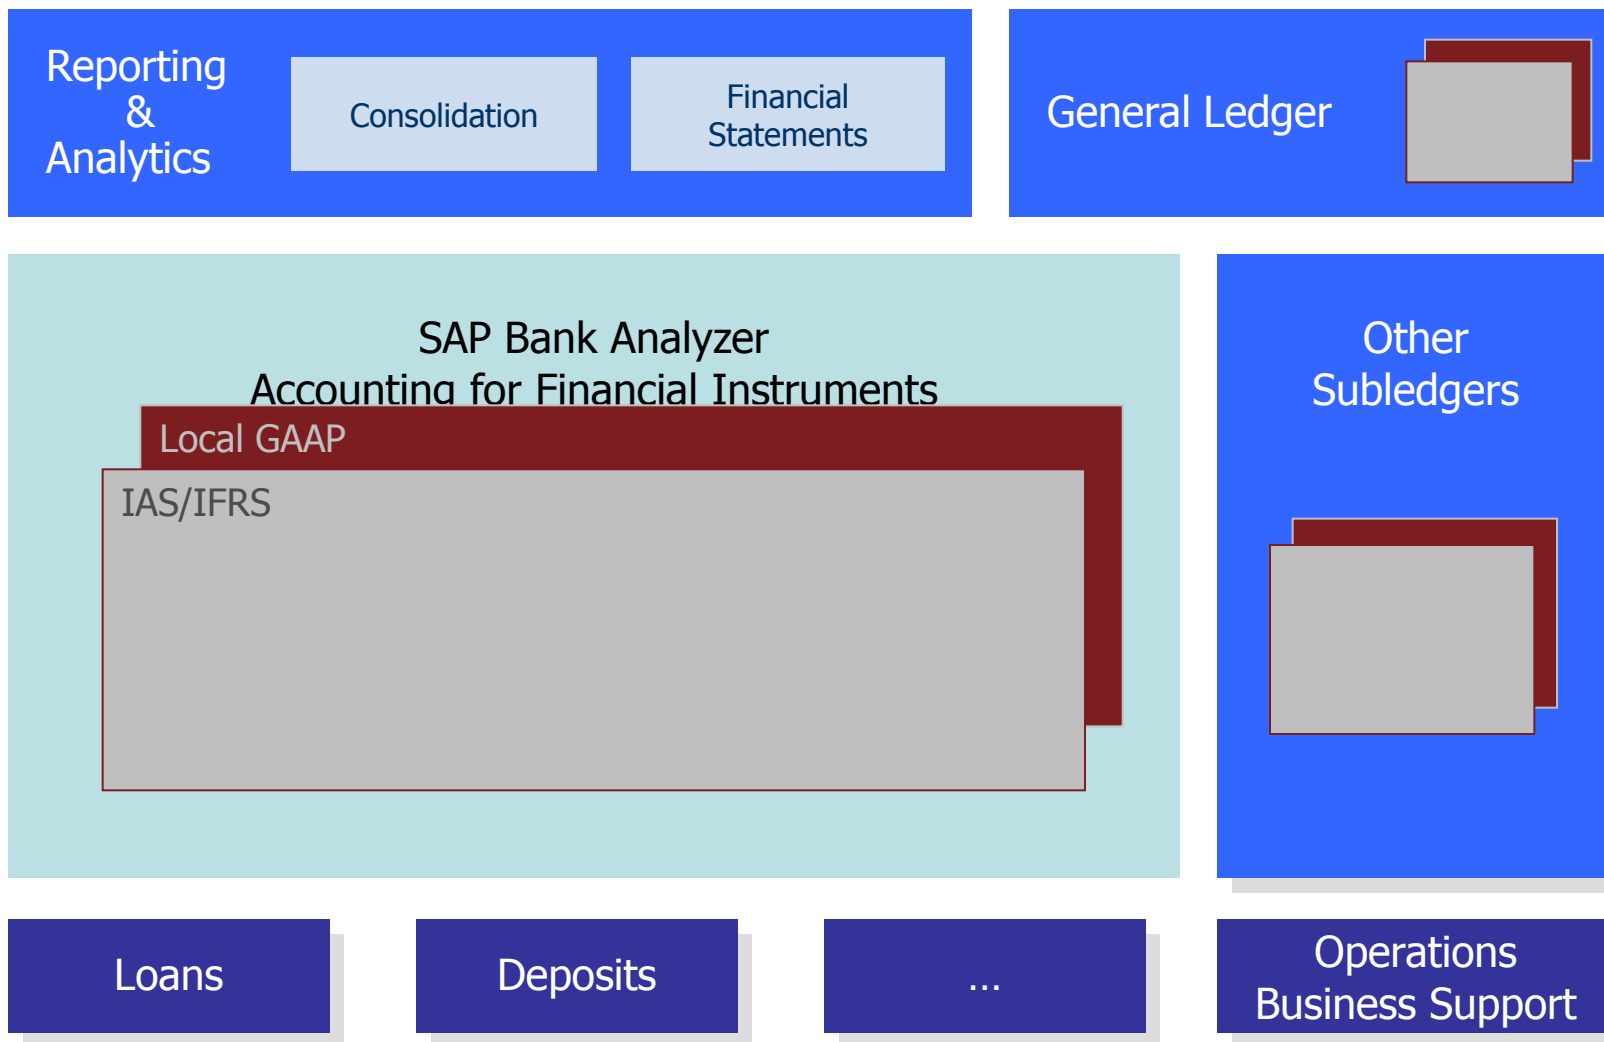 Reporting
&
Analytics
Consolidation
Financial
Statements
General Ledger
SAP Bank Analyzer
Accounting for Financial Instruments
Local GAAP
IAS/IFRS
Other
Subledgers
Loans
Deposits
...
Operations
Business Support